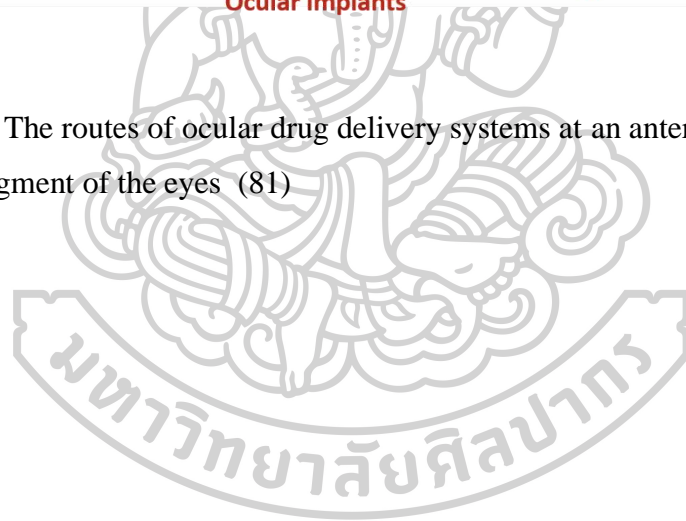 Ocular Implants
The routes of ocular drug delivery systems at an anter
gment of the eyes (81)
มหาวิทยาลัยศิลปากร